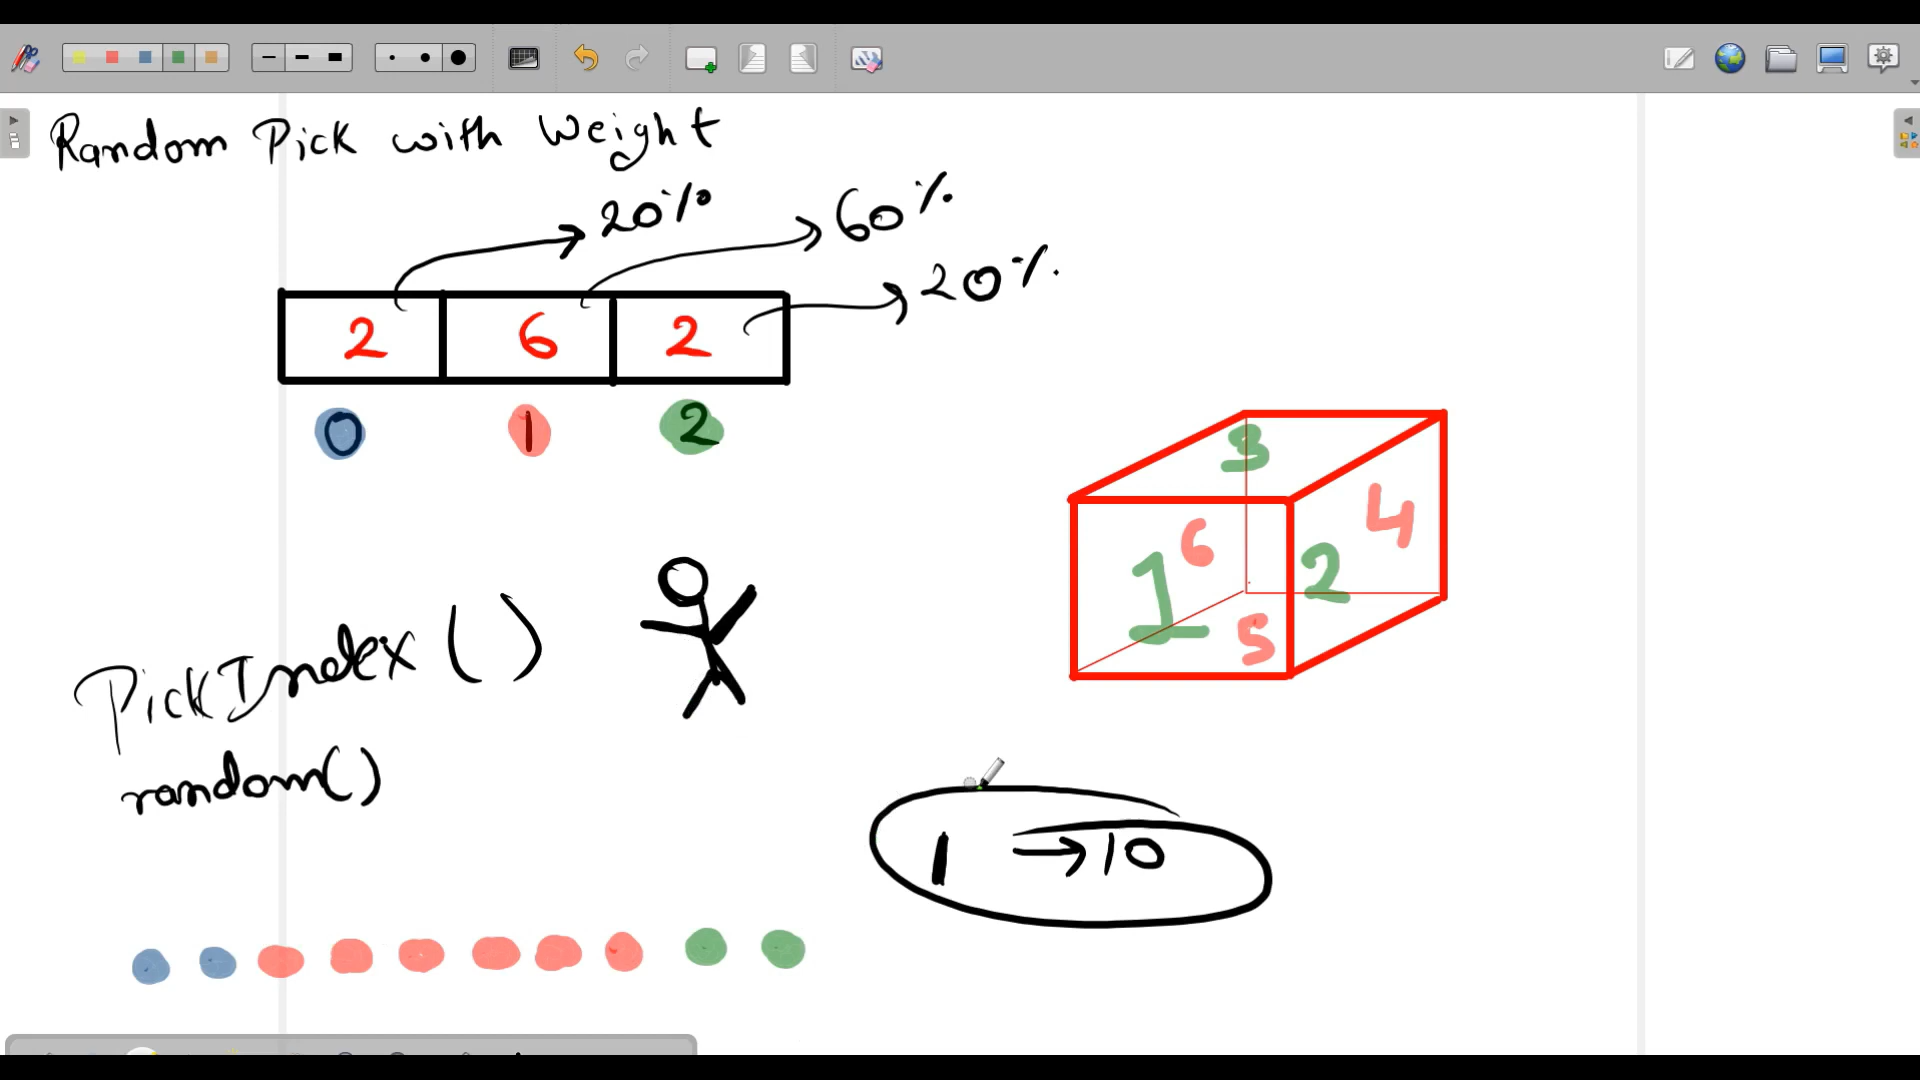 Random Pick with Weight
20%
60%
20%
2 6 2
0 1 2
3
4
6
1 2
5
PickIndex()
random()
1 → 10